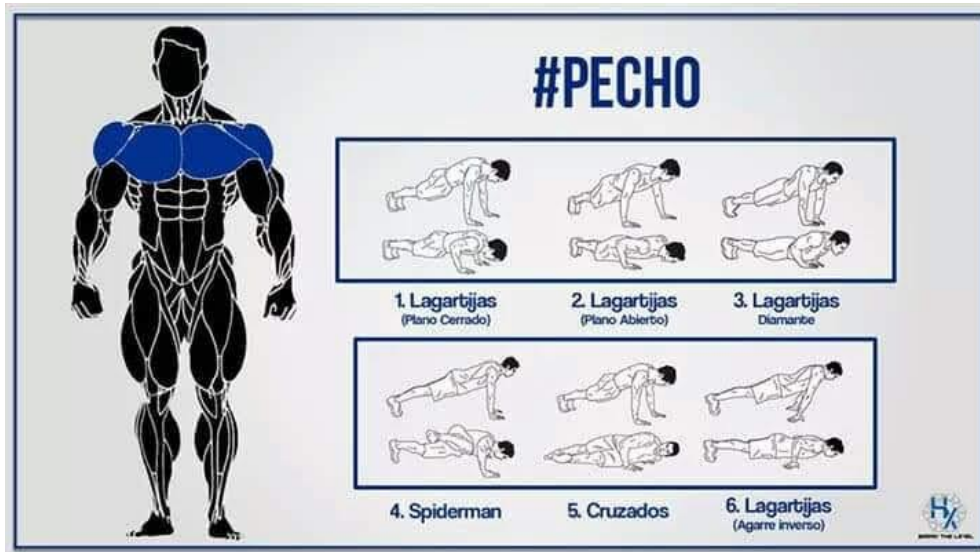 #PECHO
1. Lagartijas
(Plano Cerrado)
2. Lagartijas
(Plano Abierto)
3. Lagartijas
Diamante
4. Spiderman
5. Cruzados
6. Lagartijas
(Agarre inverso)
HX